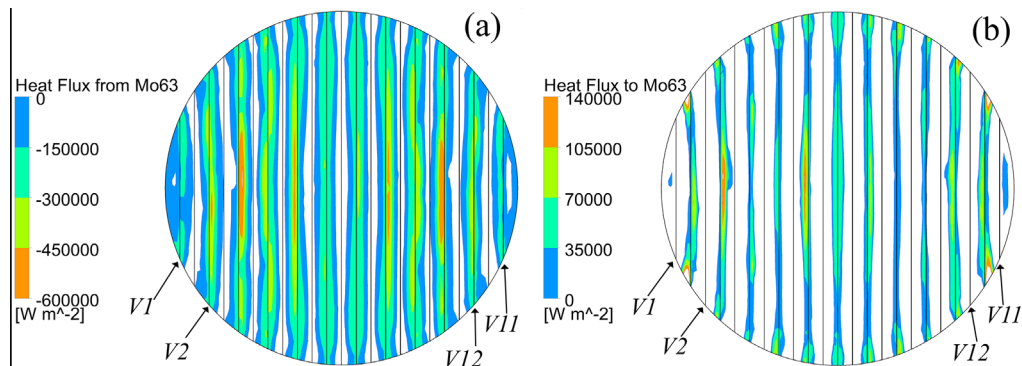 (a)
Heat Flux from Mo63
0
-150000
-300000
-450000
-600000
[W m^-2]
V1
V2
V12
V11
(b)
Heat Flux to Mo63
140000
105000
70000
35000
0
[W m^-2]
V1
V2
V12
V11